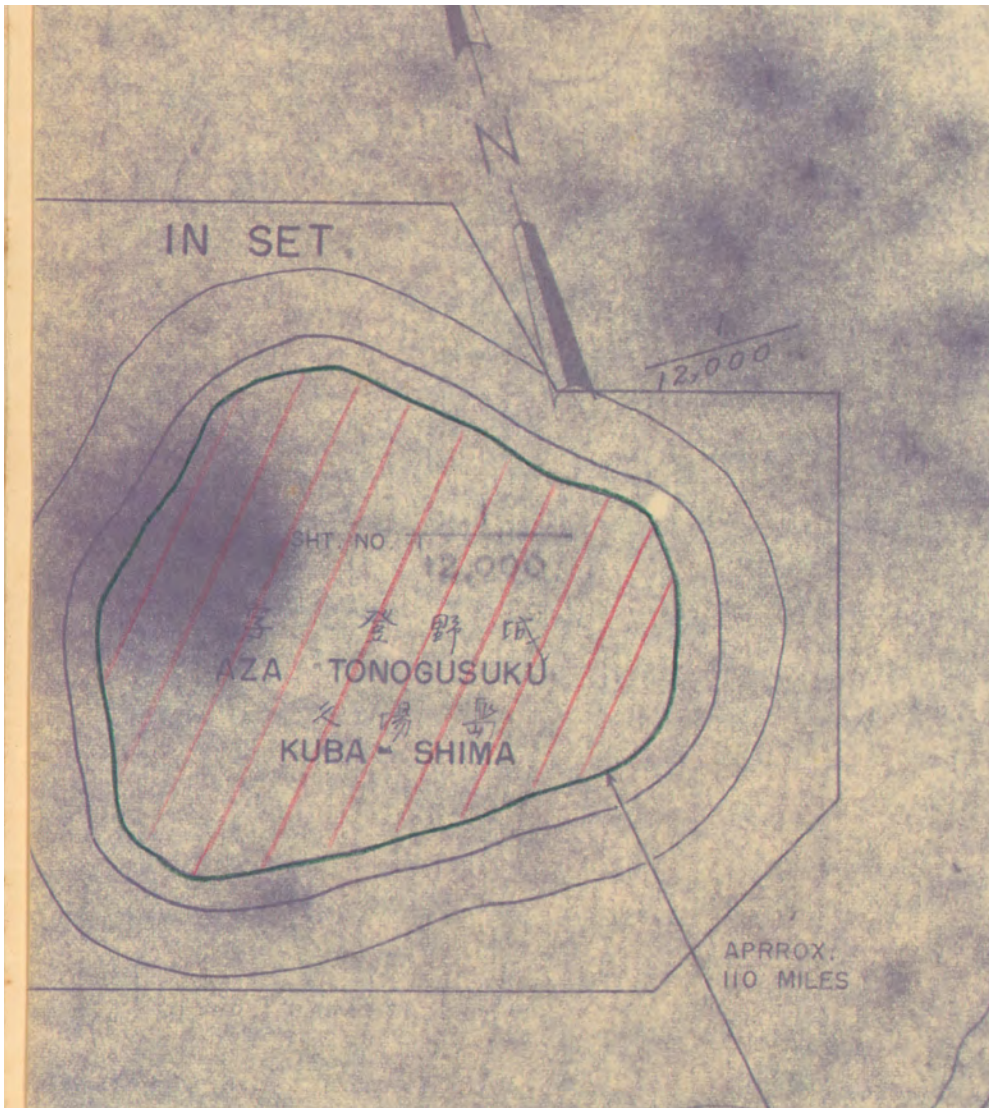 N
IN SET.
1
12,000
SHT. NO. 1
12,000
字 登野城
AZA TONOGUSUKU
久場島
KUBA - SHIMA
APRROX.
110 MILES